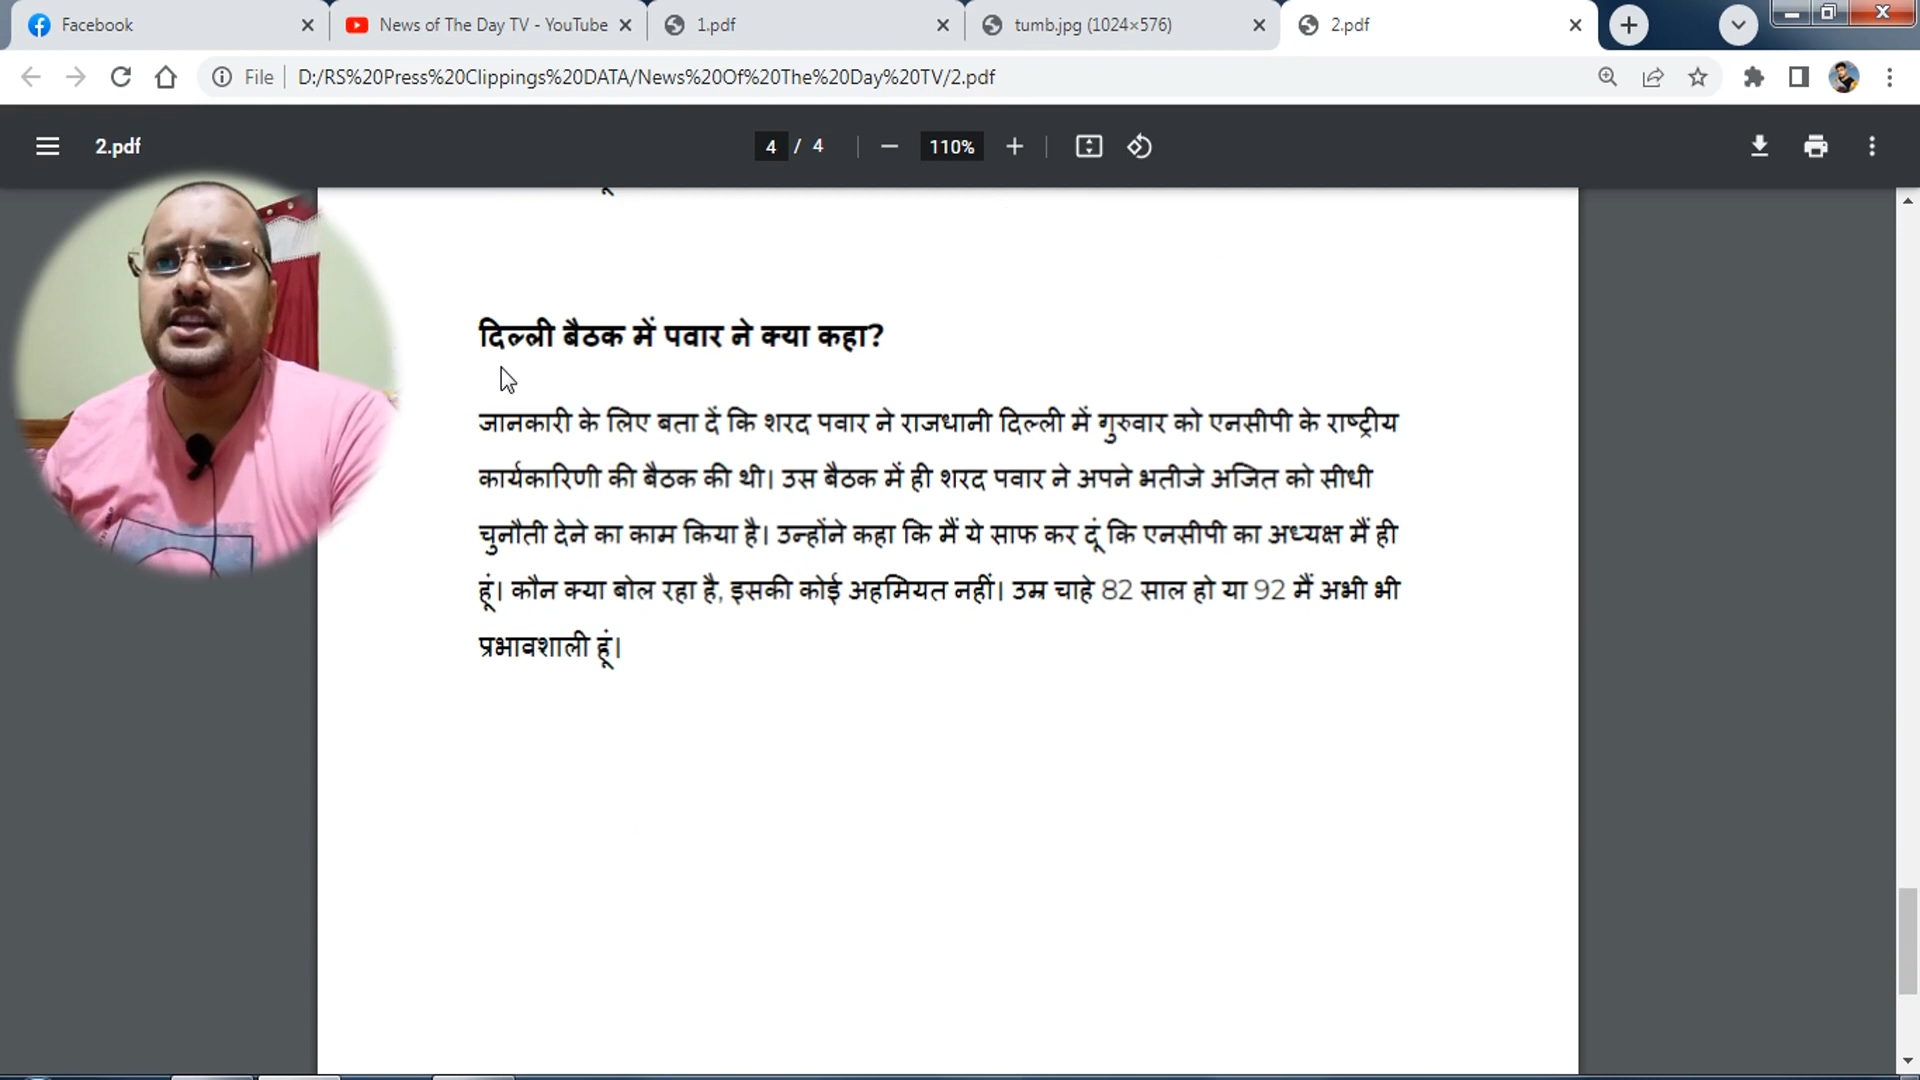 Facebook
News of The Day TV - YouTube
1.pdf
tumb.jpg (1024×576)
2.pdf
File
D:/RS%20Press%20Clippings%20DATA/News%20Of%20The%20Day%20TV/2.pdf
2.pdf
4 / 4
110%
दिल्ली बैठक में पवार ने क्या कहा?
जानकारी के लिए बता दें कि शरद पवार ने राजधानी दिल्ली में गुरुवार को एनसीपी के राष्ट्रीय
कार्यकारिणी की बैठक की थी। उस बैठक में ही शरद पवार ने अपने भतीजे अजित को सीधी
चुनौती देने का काम किया है। उन्होंने कहा कि मैं ये साफ कर दूं कि एनसीपी का अध्यक्ष मैं ही
हूं। कौन क्या बोल रहा है, इसकी कोई अहमियत नहीं। उम्र चाहे 82 साल हो या 92 मैं अभी भी
प्रभावशाली हूं।